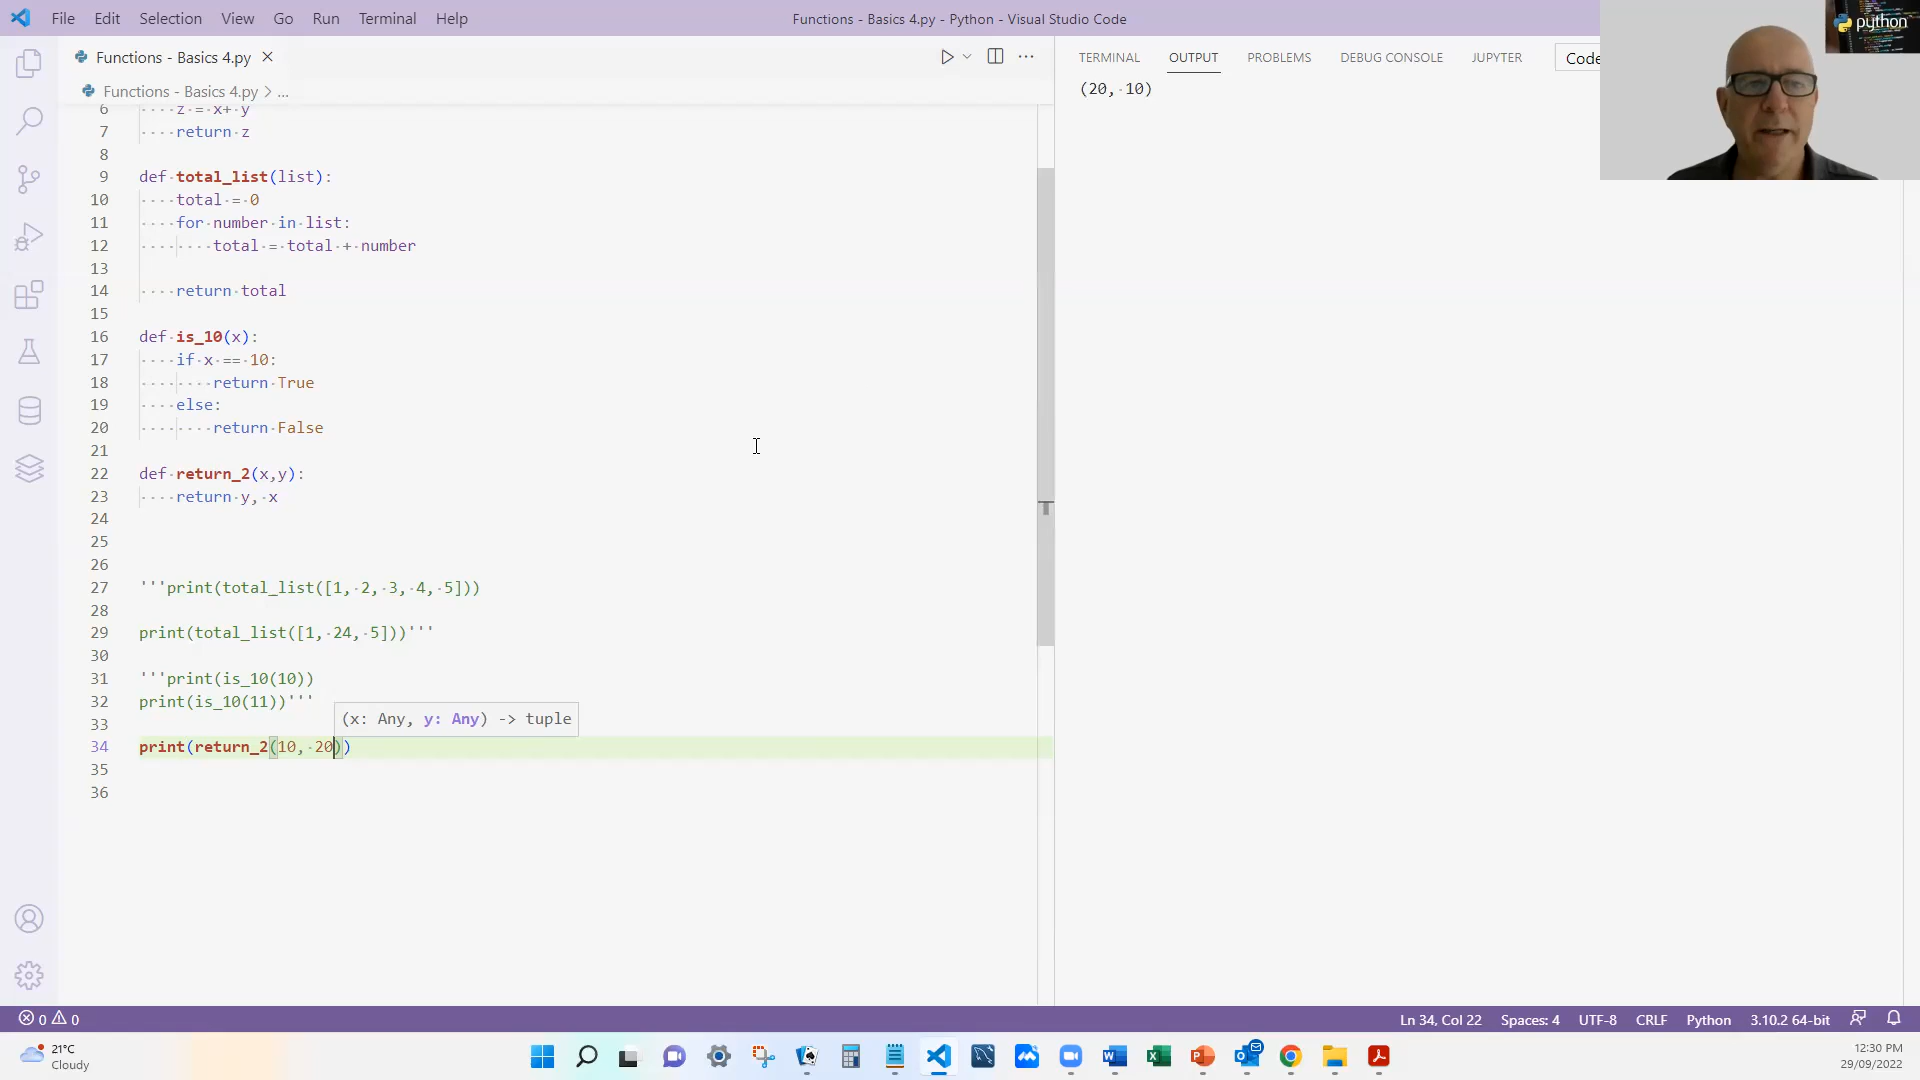 File Edit Selection View Go Run Terminal Help
Functions - Basics 4.py - Python - Visual Studio Code
python
Functions - Basics 4.py
TERMINAL OUTPUT PROBLEMS DEBUG CONSOLE JUPYTER Code
Functions - Basics 4.py > ...
(20, 10)
6 z = x+ y
7 return z
8
9 def total_list(list):
10 total = 0
11 for number in list:
12 total = total + number
13
14 return total
15
16 def is_10(x):
17 if x == 10:
18 return True
19 else:
20 return False
21
22 def return_2(x,y):
23 return y, x
24
25
26
27 '''print(total_list([1, 2, 3, 4, 5]))
28
29 print(total_list([1, 24, 5]))'''
30
31 '''print(is_10(10))
32 print(is_10(11))'''
(x: Any, y: Any) -> tuple
33
34 print(return_2(10, 20))
35
36
0 0
Ln 34, Col 22 Spaces: 4 UTF-8 CRLF Python 3.10.2 64-bit
21°C
Cloudy
12:30 PM
29/09/2022